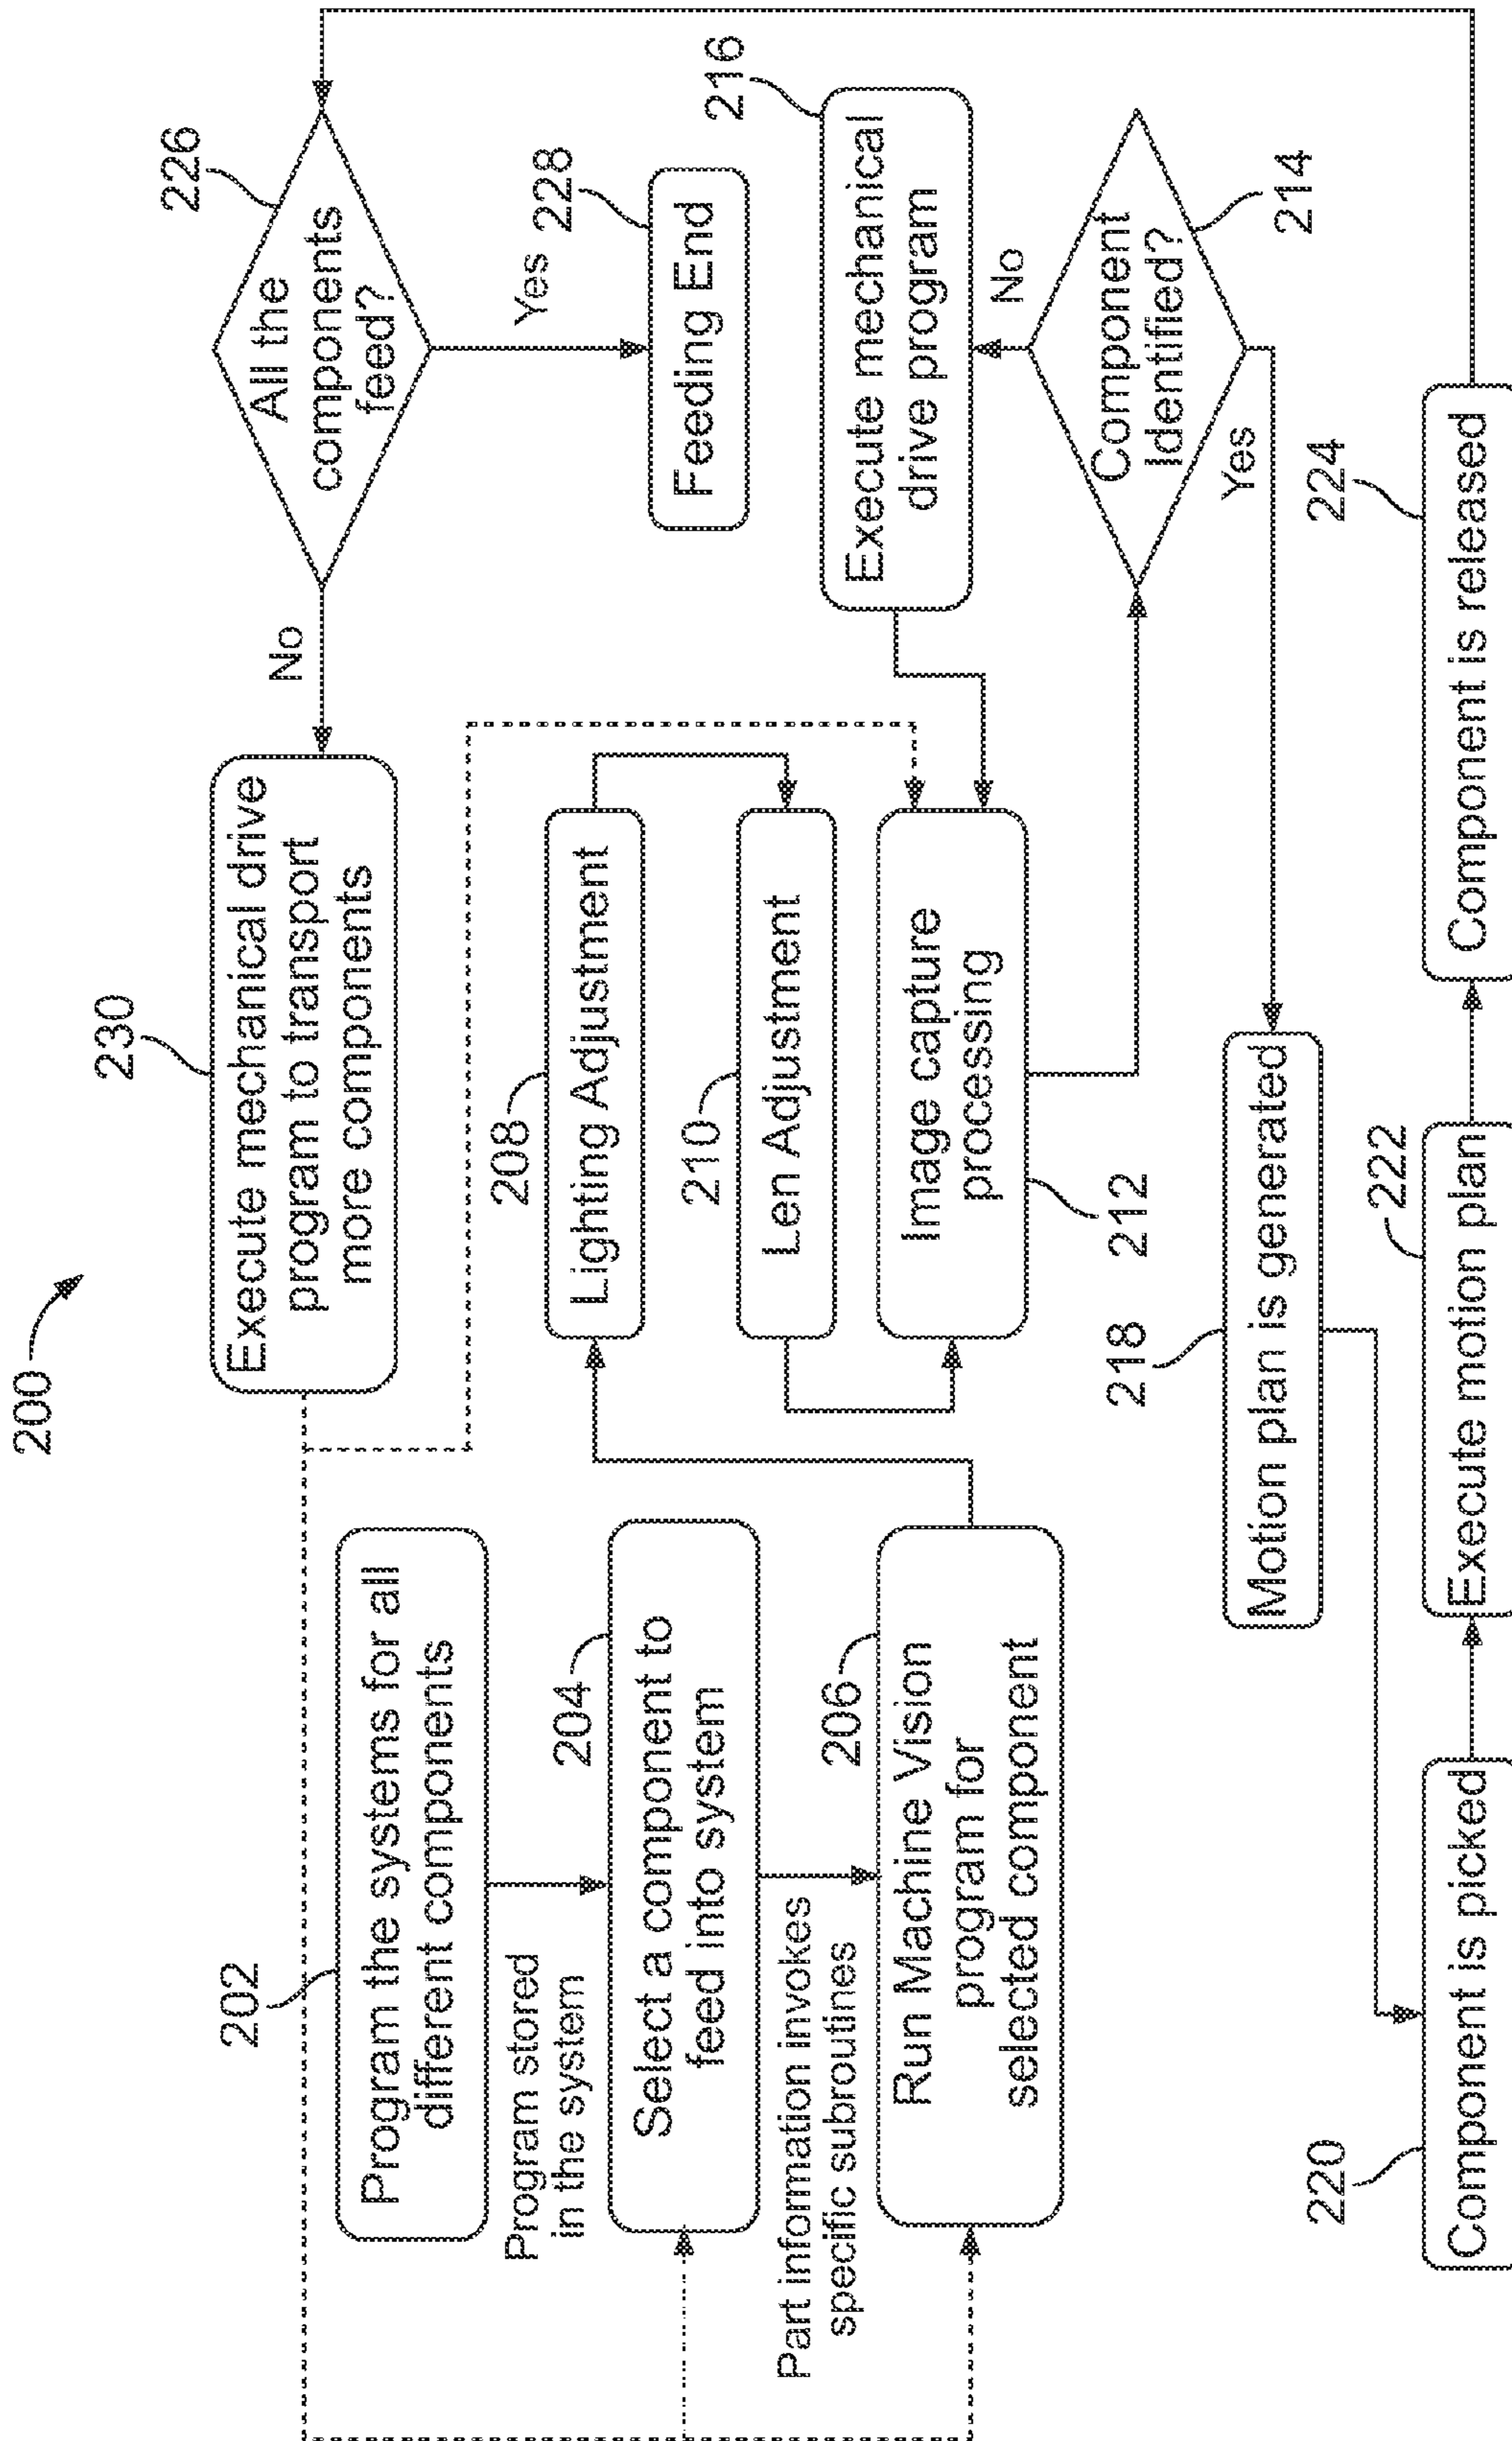 200
202
Program the systems for all
different components
Program stored
in the system
204
Select a component to
feed into system
Part information invokes
specific subroutines
206
Run Machine Vision
program for
selected component
208
Lighting Adjustment
210
Len Adjustment
Image capture
processing
212
Component
Identified?
214
No
Yes
216
Execute mechanical
drive program
218
Motion plan is generated
220
Component is picked
222
Execute motion plan
224
Component is released
226
All the
components
feed?
Yes
No
228
Feeding End
230
Execute mechanical drive
program to transport
more components